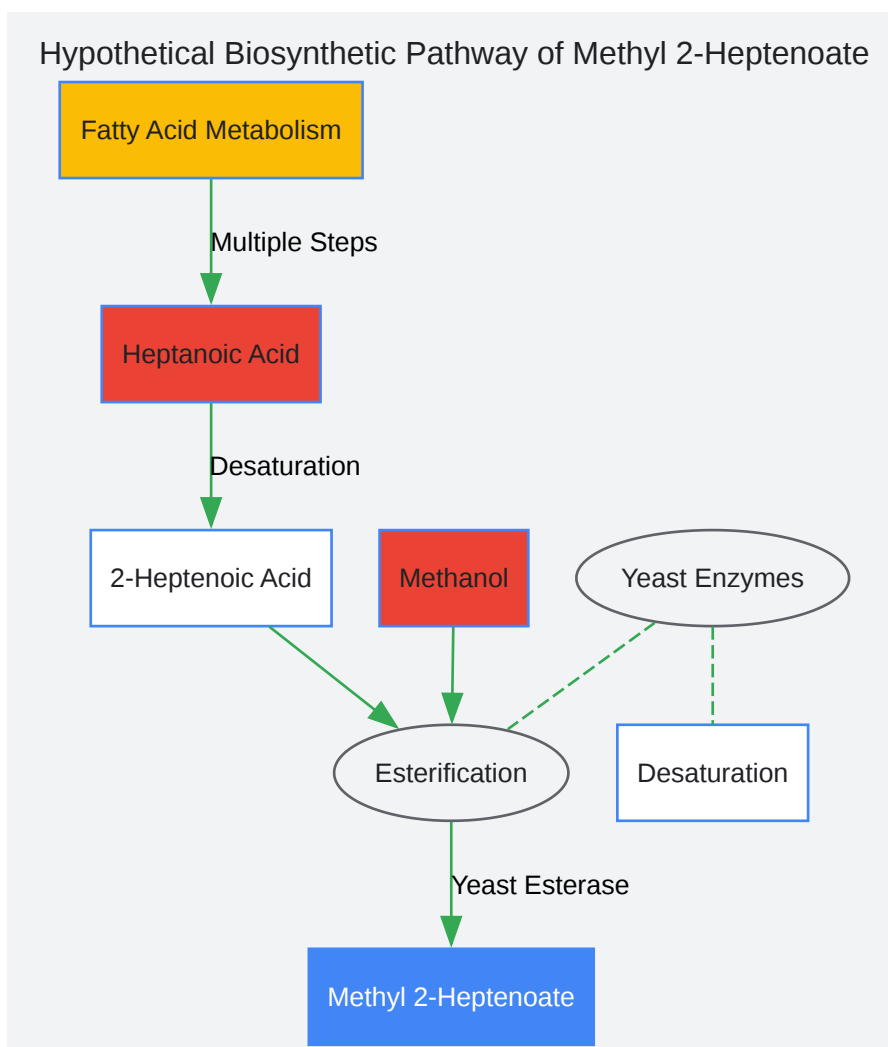 Hypothetical Biosynthetic Pathway of Methyl 2-Heptenoate
Fatty Acid Metabolism
Multiple Steps
Heptanoic Acid
Desaturation
2-Heptenoic Acid
Methanol
Yeast Enzymes
Esterification
Desaturation
Yeast Esterase
Methyl 2-Heptenoate